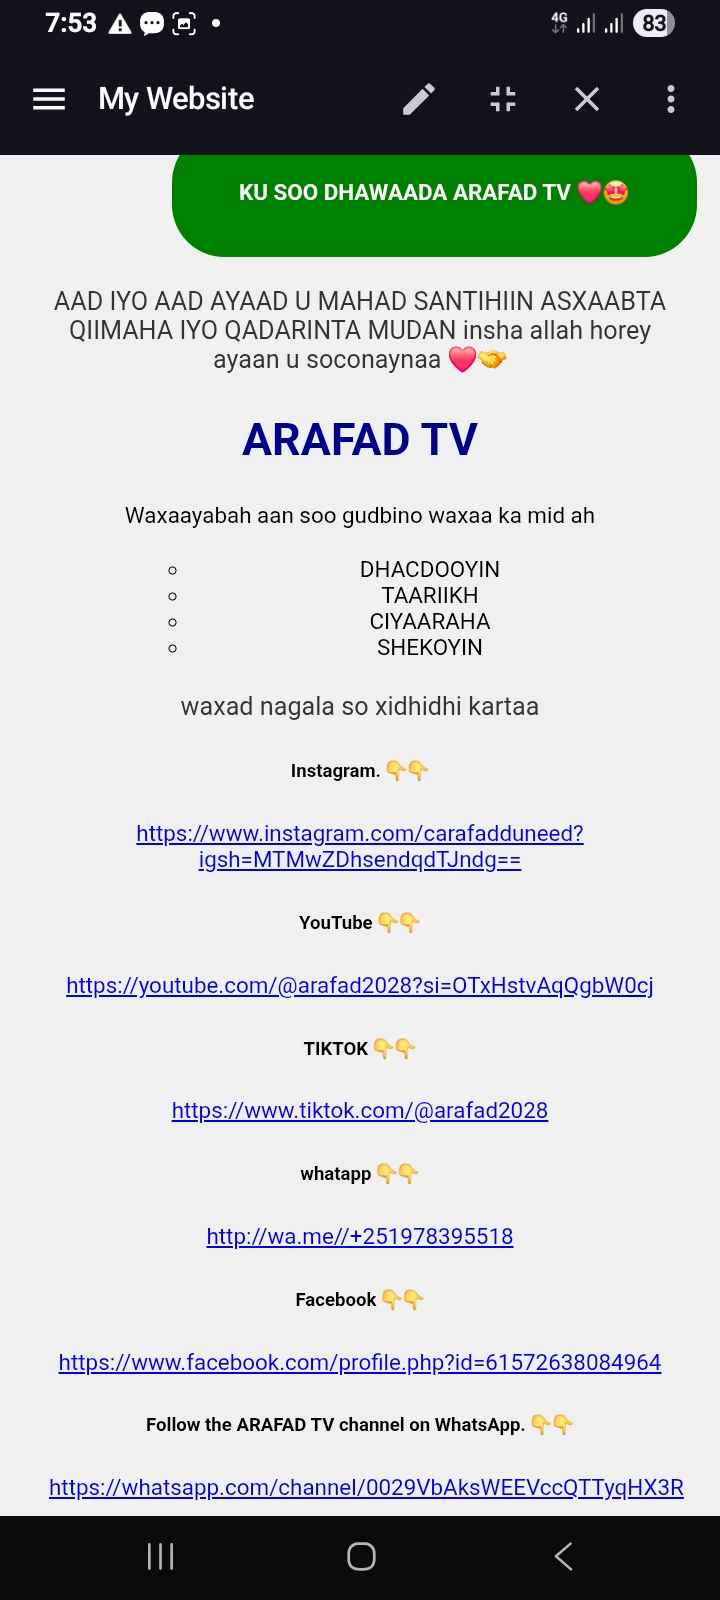 7:53
4G
83
My Website
KU SOO DHAWAADA ARAFAD TV ❤️🤩
AAD IYO AAD AYAAD U MAHAD SANTIHIIN ASXAABTA
QIIMAHA IYO QADARINTA MUDAN insha allah horey
ayaan u soconaynaa ❤️🤝
ARAFAD TV
Waxaayabah aan soo gudbino waxaa ka mid ah
DHACDOOYIN
TAARIIKH
CIYAARAHA
SHEKOYIN
waxad nagala so xidhidhi kartaa
Instagram. 👇👇
https://www.instagram.com/carafadduneed?
igsh=MTMwZDhsendqdTJndg==
YouTube 👇👇
https://youtube.com/@arafad2028?si=OTxHstvAqQgbW0cj
TIKTOK 👇👇
https://www.tiktok.com/@arafad2028
whatapp 👇👇
http://wa.me//+251978395518
Facebook 👇👇
https://www.facebook.com/profile.php?id=61572638084964
Follow the ARAFAD TV channel on WhatsApp. 👇👇
https://whatsapp.com/channel/0029VbAksWEEVccQTTyqHX3R